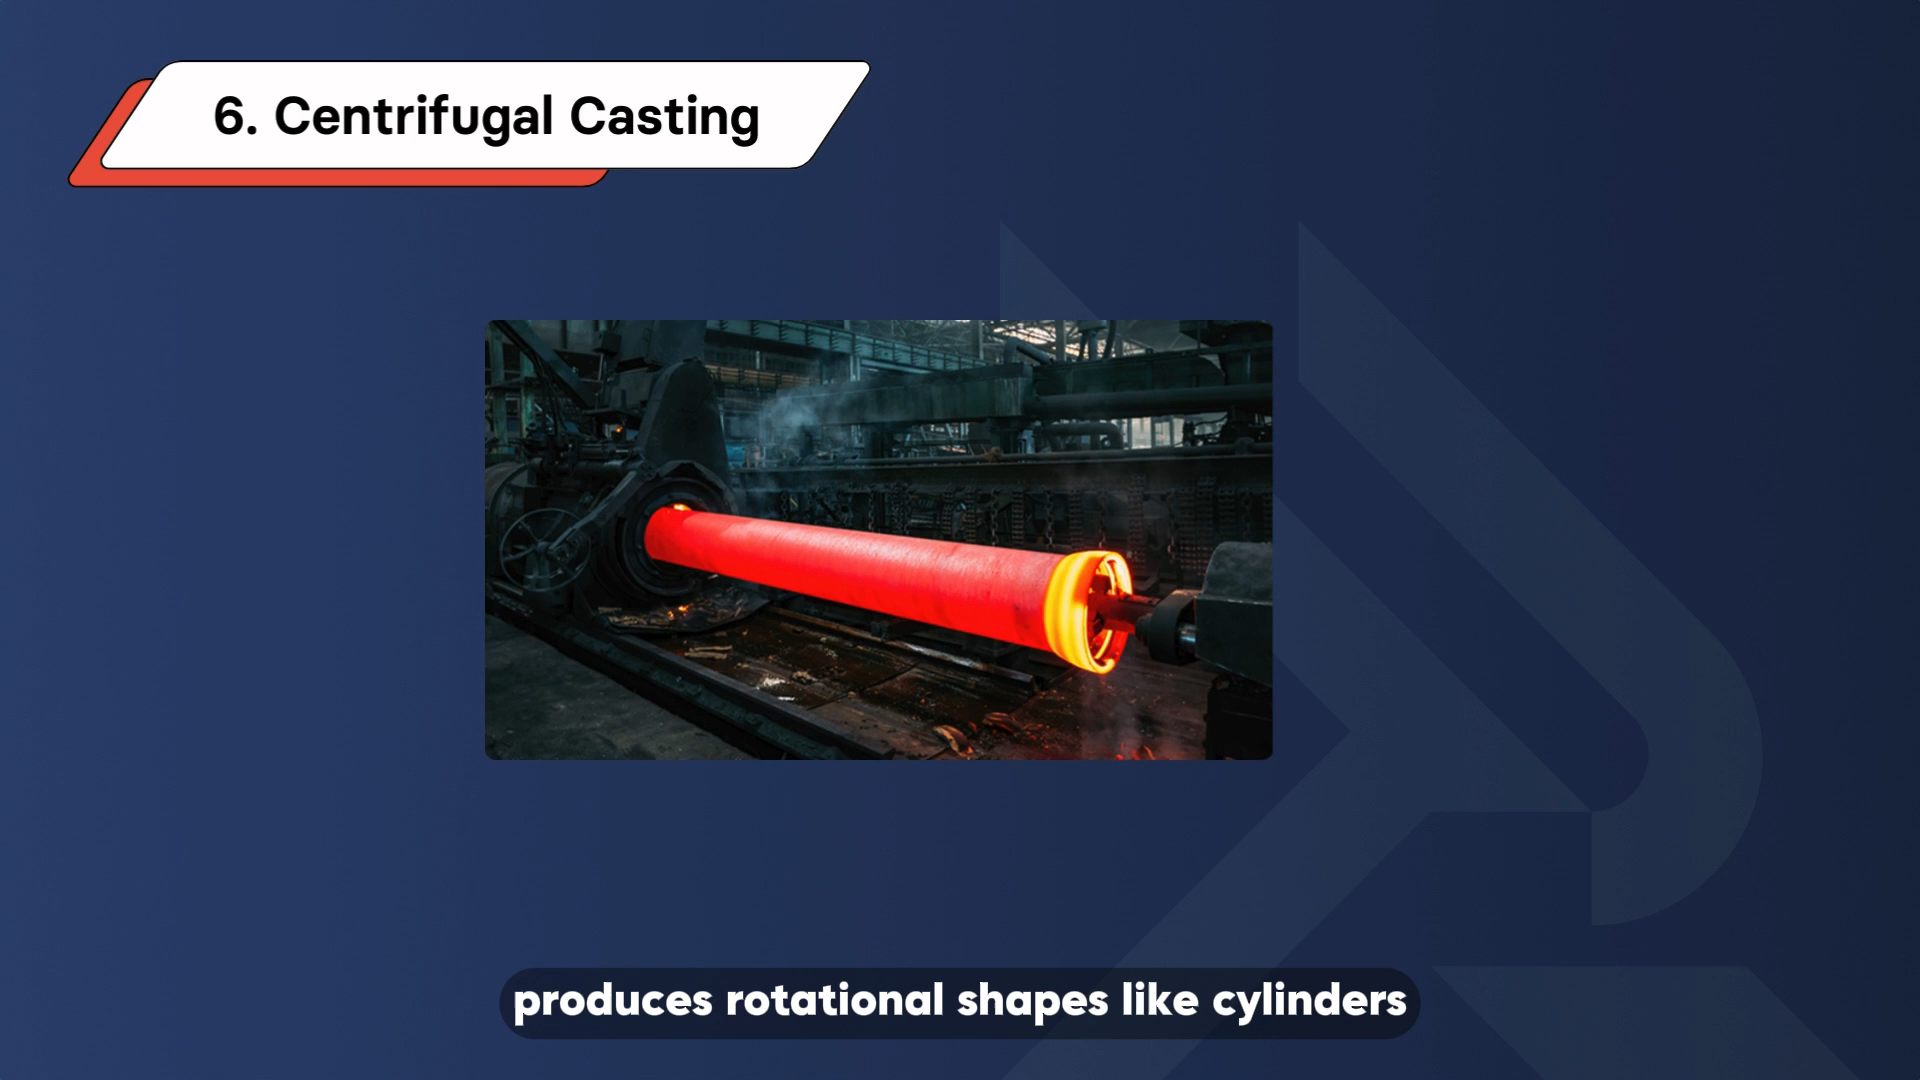 6. Centrifugal Casting
produces rotational shapes like cylinders